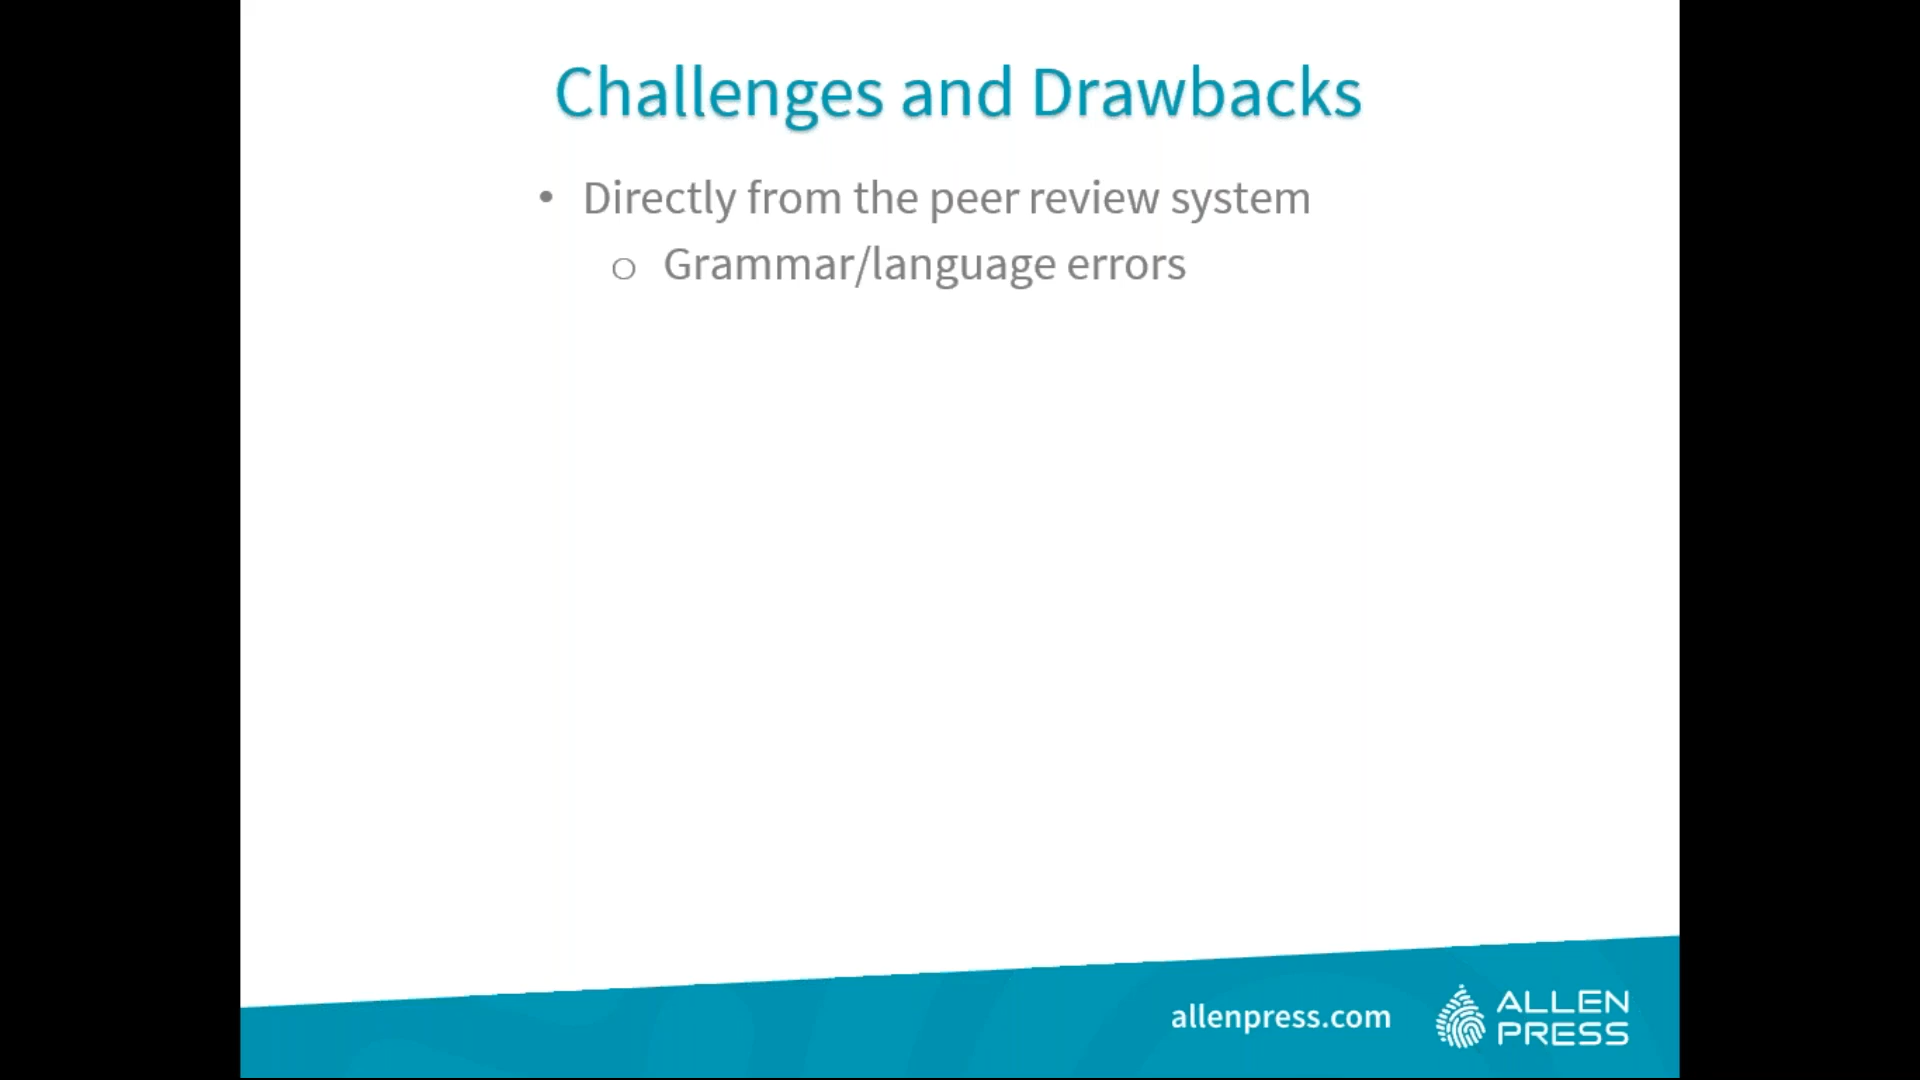 Challenges and Drawbacks
• Directly from the peer review system
o Grammar/language errors
allenpress.com
ALLEN
PRESS